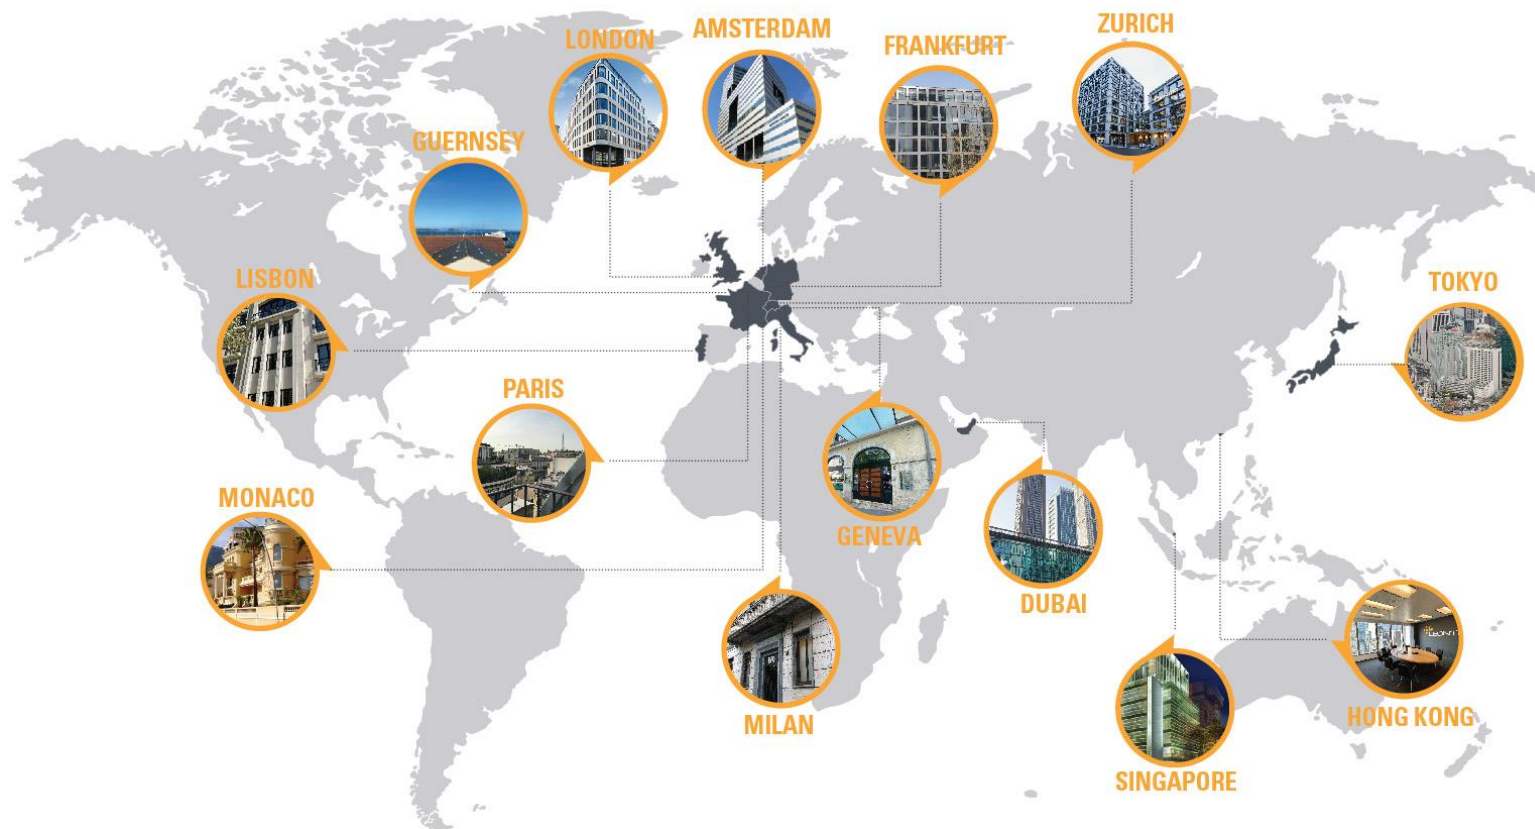 LONDON
AMSTERDAM
FRANKFURT
ZURICH
GUERNSEY
LISBON
TOKYO
PARIS
MONACO
GENEVA
DUBAI
MILAN
HONG KONG
SINGAPORE